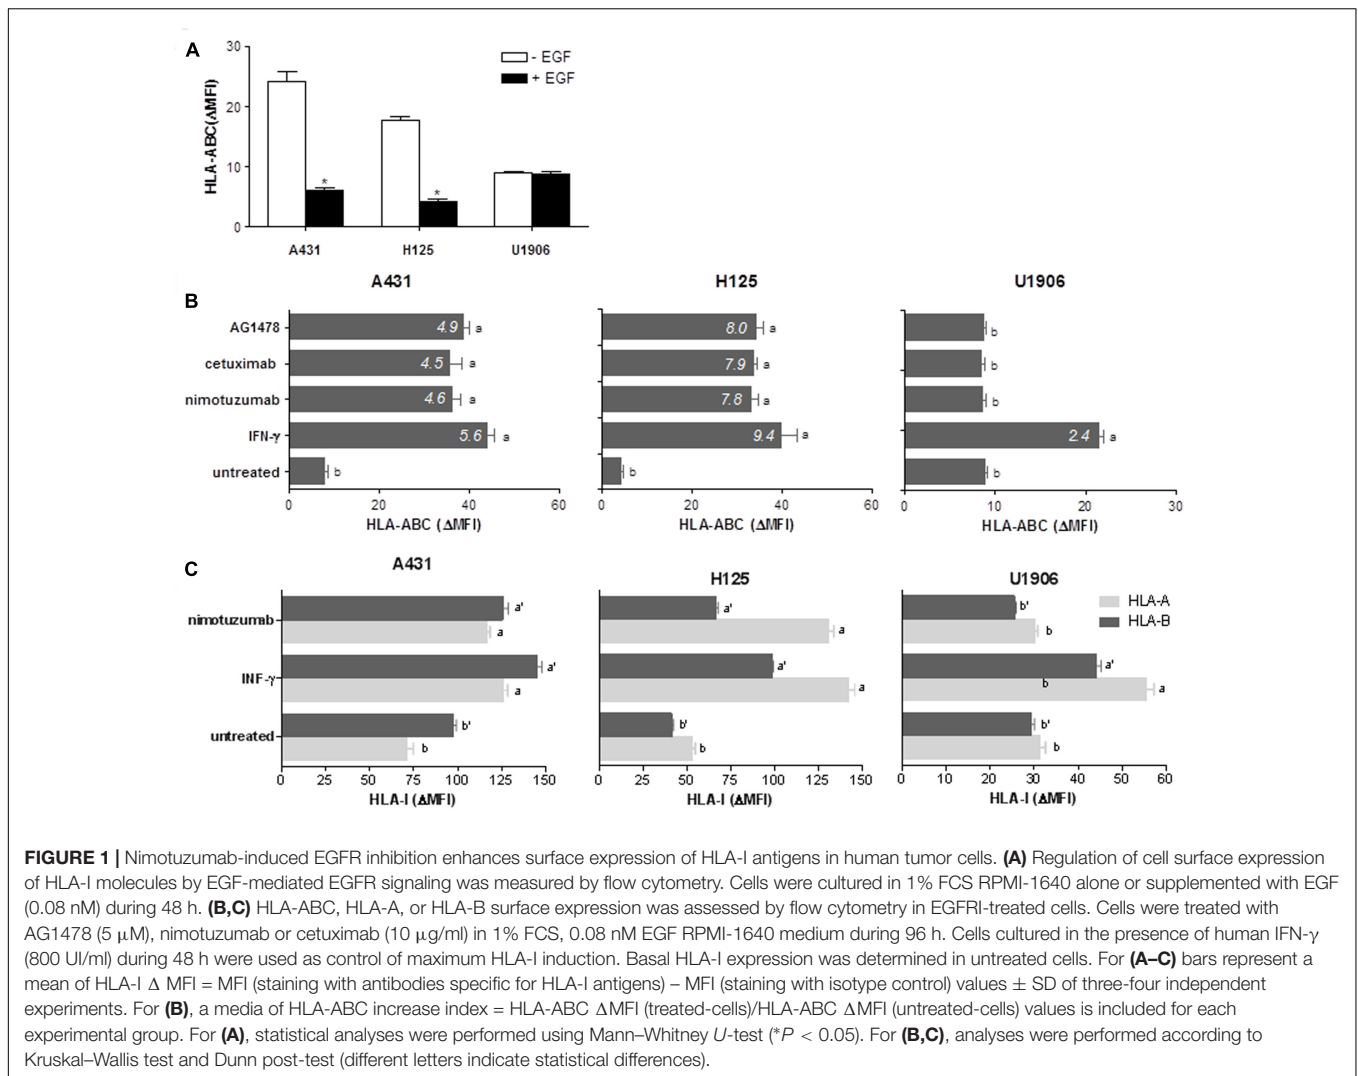 A
30
20
10
0
HLA-ABC(ΔMFI)
- EGF
+ EGF
*
*
A431 H125 U1906
B
A431 H125 U1906
AG1478 4.9 a 8.0 a b
cetuximab 4.5 a 7.9 a b
nimotuzumab 4.6 a 7.8 a b
IFN-γ 5.6 a 9.4 a 2.4 a
untreated b b b
0 20 40 60 0 20 40 60 0 10 20 30
HLA-ABC (ΔMFI) HLA-ABC (ΔMFI) HLA-ABC (ΔMFI)
C
A431 H125 U1906
HLA-A
HLA-B
nimotuzumab a' a a' a b' b
INF-γ a' a a' a a' b a
untreated b' b b' b b' b
0 25 50 75 100 125 150 0 25 50 75 100 125 150 0 10 20 30 40 50 60
HLA-I (ΔMFI) HLA-I (ΔMFI) HLA-I (ΔMFI)
FIGURE 1 | Nimotuzumab-induced EGFR inhibition enhances surface expression of HLA-I antigens in human tumor cells. (A) Regulation of cell surface expression
of HLA-I molecules by EGF-mediated EGFR signaling was measured by flow cytometry. Cells were cultured in 1% FCS RPMI-1640 alone or supplemented with EGF
(0.08 nM) during 48 h. (B,C) HLA-ABC, HLA-A, or HLA-B surface expression was assessed by flow cytometry in EGFRI-treated cells. Cells were treated with
AG1478 (5 μM), nimotuzumab or cetuximab (10 μg/ml) in 1% FCS, 0.08 nM EGF RPMI-1640 medium during 96 h. Cells cultured in the presence of human IFN-γ
(800 UI/ml) during 48 h were used as control of maximum HLA-I induction. Basal HLA-I expression was determined in untreated cells. For (A–C) bars represent a
mean of HLA-I Δ MFI = MFI (staining with antibodies specific for HLA-I antigens) – MFI (staining with isotype control) values ± SD of three-four independent
experiments. For (B), a media of HLA-ABC increase index = HLA-ABC ΔMFI (treated-cells)/HLA-ABC ΔMFI (untreated-cells) values is included for each
experimental group. For (A), statistical analyses were performed using Mann–Whitney U-test (*P < 0.05). For (B,C), analyses were performed according to
Kruskal–Wallis test and Dunn post-test (different letters indicate statistical differences).